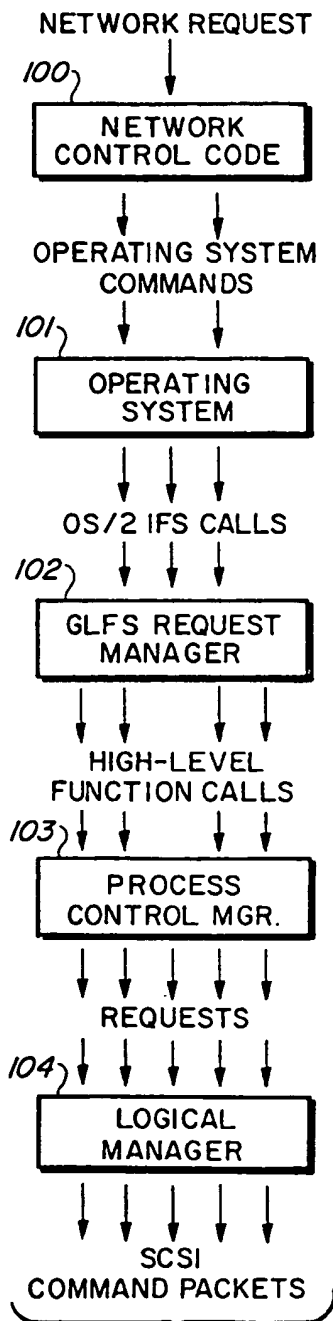 NETWORK REQUEST
100
NETWORK
CONTROL CODE
OPERATING SYSTEM
COMMANDS
101
OPERATING
SYSTEM
OS/2 IFS CALLS
102
GLFS REQUEST
MANAGER
HIGH-LEVEL
FUNCTION CALLS
103
PROCESS
CONTROL MGR.
REQUESTS
104
LOGICAL
MANAGER
SCSI
COMMAND PACKETS